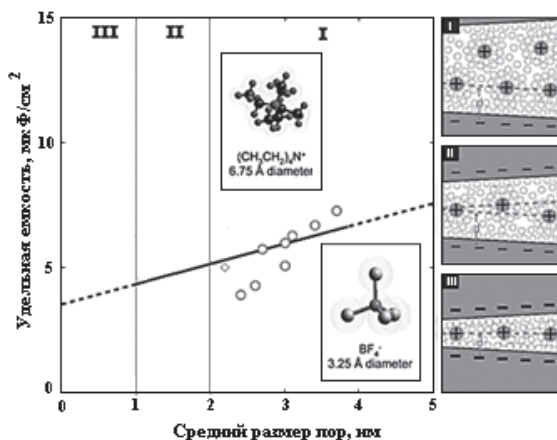 15
10
5
0
Удельная емкость, мкФ/см²
III II I
(CH₃CH₂)₄N⁺
6.75 Å diameter
BF₄⁻
3.25 Å diameter
0 1 2 3 4 5
Средний размер пор, нм
I
II
III